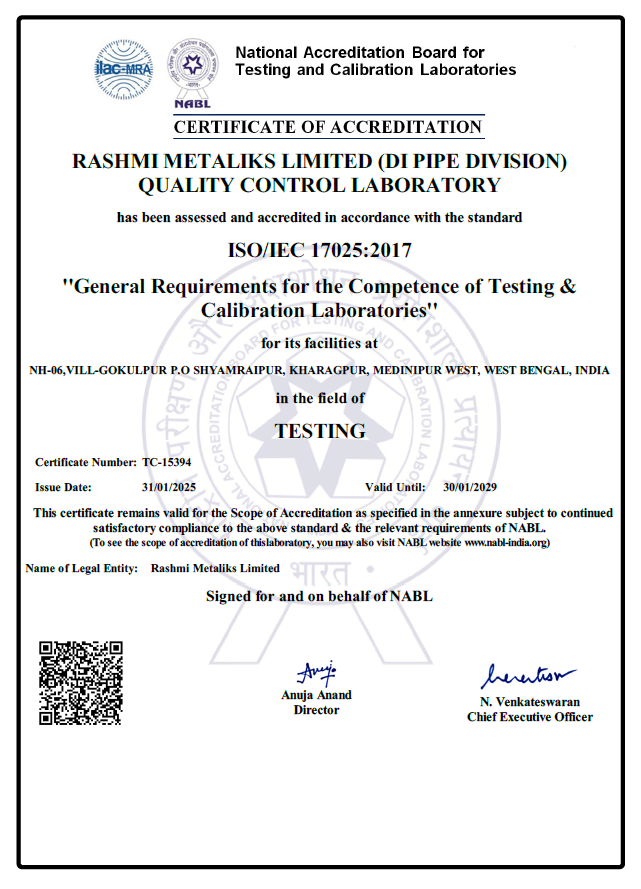 ilac-MRA
NABL
National Accreditation Board for
Testing and Calibration Laboratories
CERTIFICATE OF ACCREDITATION
RASHMI METALIKS LIMITED (DI PIPE DIVISION)
QUALITY CONTROL LABORATORY
has been assessed and accredited in accordance with the standard
ISO/IEC 17025:2017
"General Requirements for the Competence of Testing &
Calibration Laboratories"
for its facilities at
NH-06,VILL-GOKULPUR P.O SHYAMRAIPUR, KHARAGPUR, MEDINIPUR WEST, WEST BENGAL, INDIA
in the field of
TESTING
Certificate Number: TC-15394
Issue Date: 31/01/2025 Valid Until: 30/01/2029
This certificate remains valid for the Scope of Accreditation as specified in the annexure subject to continued
satisfactory compliance to the above standard & the relevant requirements of NABL.
(To see the scope of accreditation of thislaboratory, you may also visit NABL website www.nabl-india.org)
Name of Legal Entity: Rashmi Metaliks Limited
भारत
Signed for and on behalf of NABL
Anuja Anand
Director
N. Venkateswaran
Chief Executive Officer